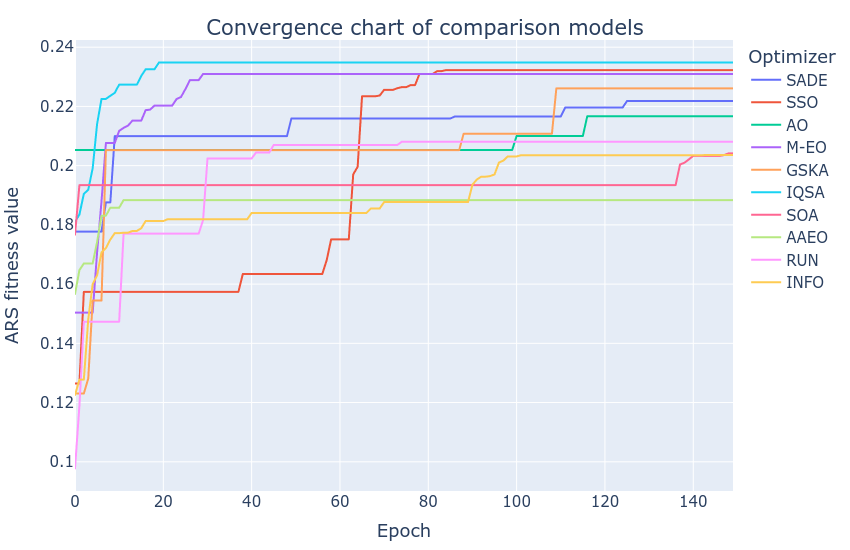 Convergence chart of comparison models
ARS fitness value
0.24
0.22
0.2
0.18
0.16
0.14
0.12
0.1
0 20 40 60 80 100 120 140
Epoch
Optimizer
SADE
SSO
AO
M-EO
GSKA
IQSA
SOA
AAEO
RUN
INFO